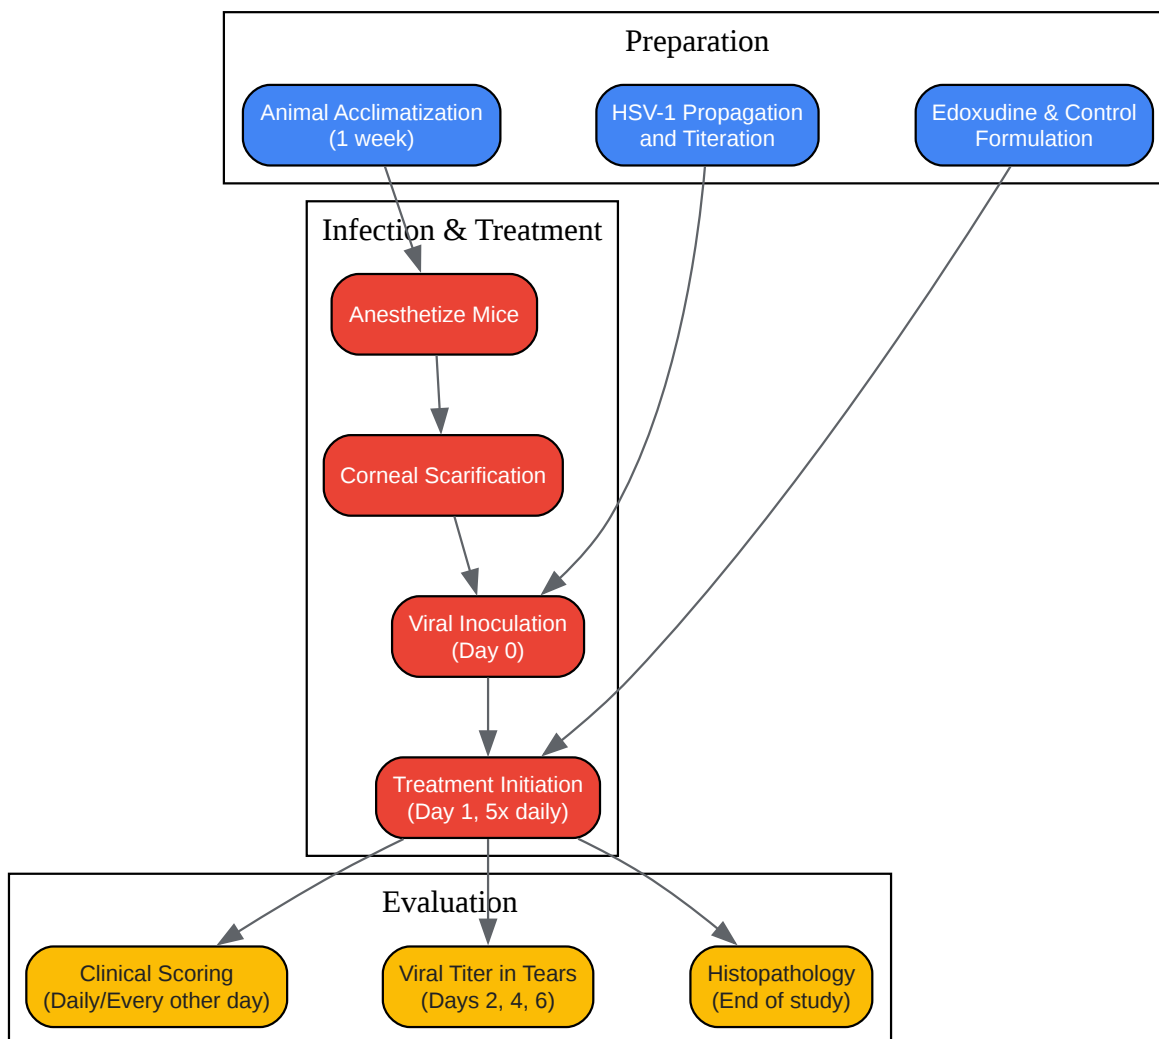 Preparation
Animal Acclimatization
(1 week)
HSV-1 Propagation
and Titeration
Edoxudine & Control
Formulation
Infection & Treatment
Anesthetize Mice
Corneal Scarification
Viral Inoculation
(Day 0)
Treatment Initiation
(Day 1, 5x daily)
Evaluation
Clinical Scoring
(Daily/Every other day)
Viral Titer in Tears
(Days 2, 4, 6)
Histopathology
(End of study)